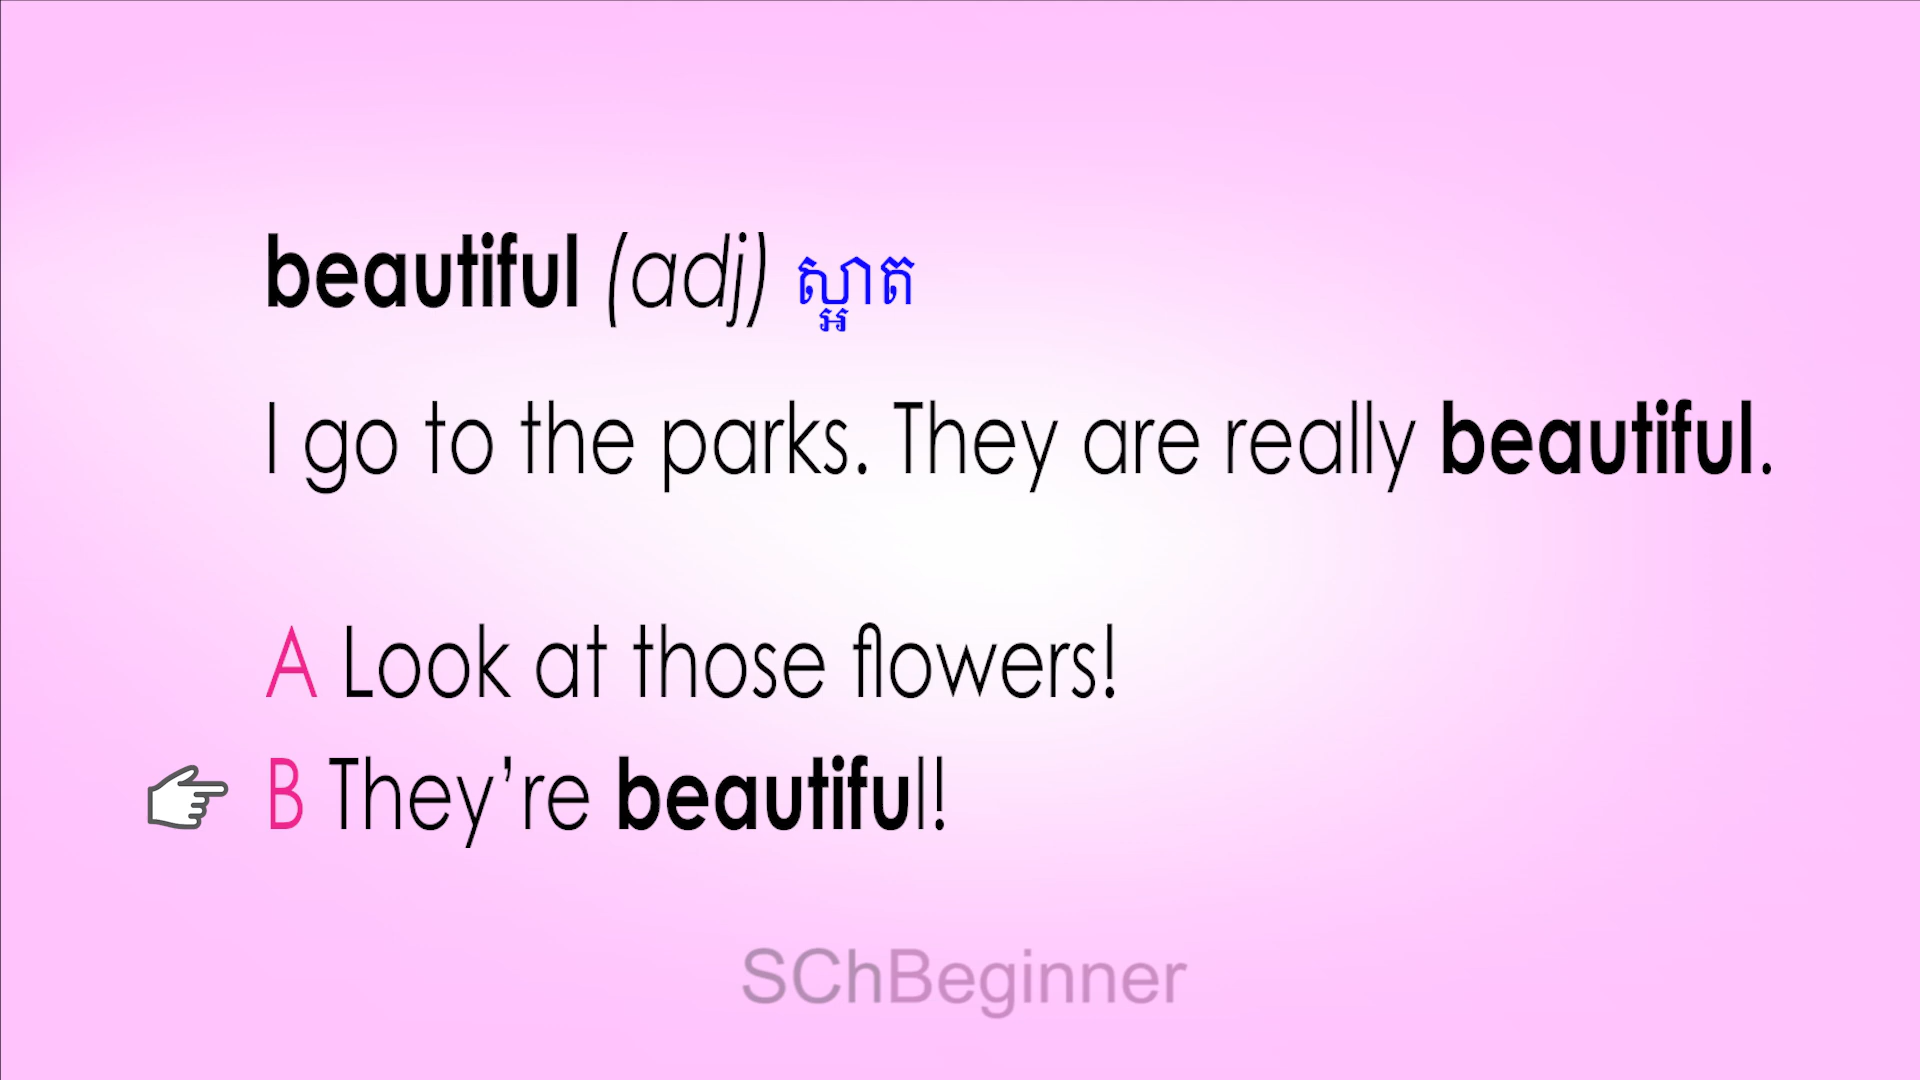 beautiful (adj) ស្អាត
I go to the parks. They are really beautiful.
A Look at those flowers!
B They’re beautiful!
SChBeginner